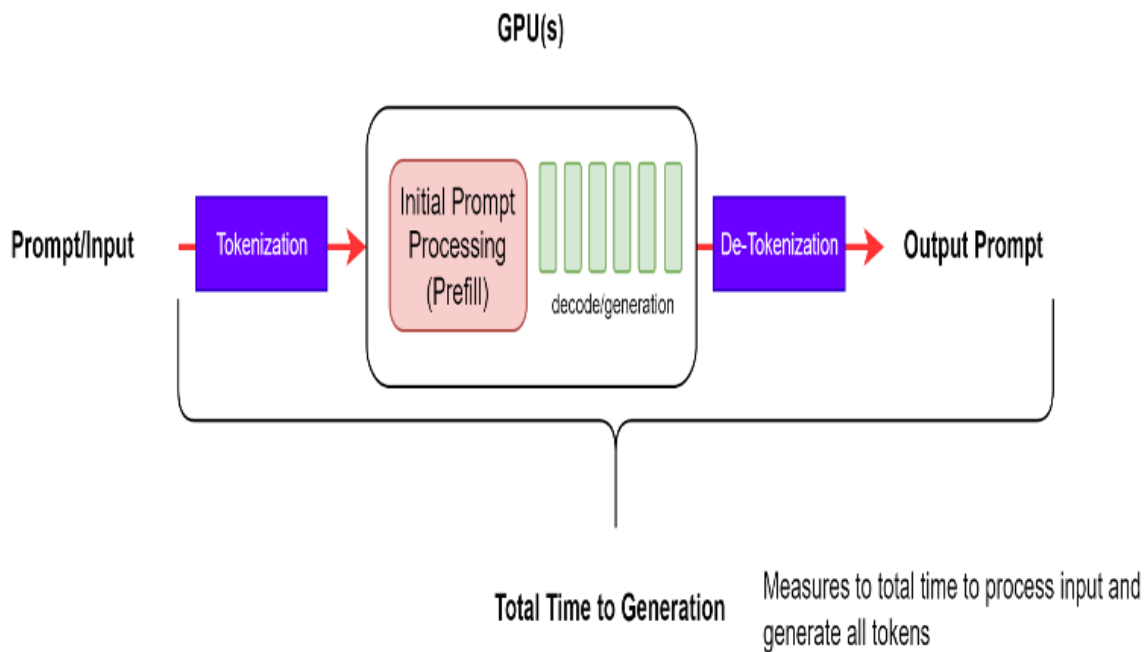 GPU(s)
Prompt/Input
Tokenization
Initial Prompt
Processing
(Prefill)
decode/generation
De-Tokenization
Output Prompt
Total Time to Generation
Measures to total time to process input and
generate all tokens